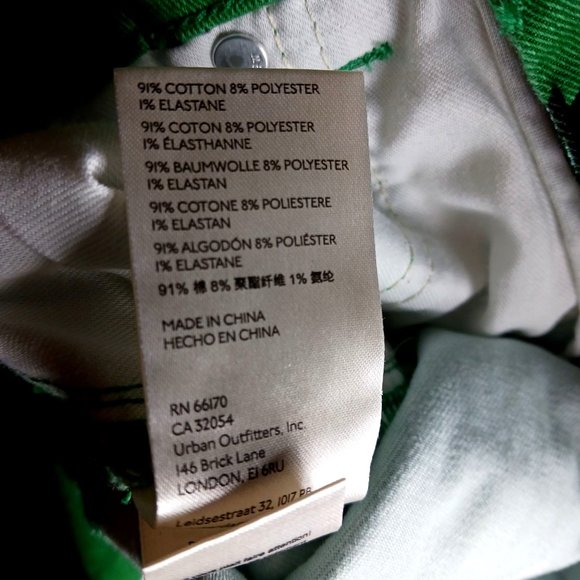 91% COTTON 8% POLYESTER
1% ELASTANE
91% COTON 8% POLYESTER
1% ÉLASTHANNE
91% BAUMWOLLE 8% POLYESTER
1% ELASTAN
91% COTONE 8% POLIESTERE
1% ELASTAN
91% ALGODÓN 8% POLIÉSTER
1% ELASTANE
91% 棉 8% 聚酯纤维 1% 氨纶
MADE IN CHINA
HECHO EN CHINA
RN 66170
CA 32054
Urban Outfitters, Inc.
146 Brick Lane
LONDON, E1 6RU
Leidsestraat 32, 1017 PB
faire attention!